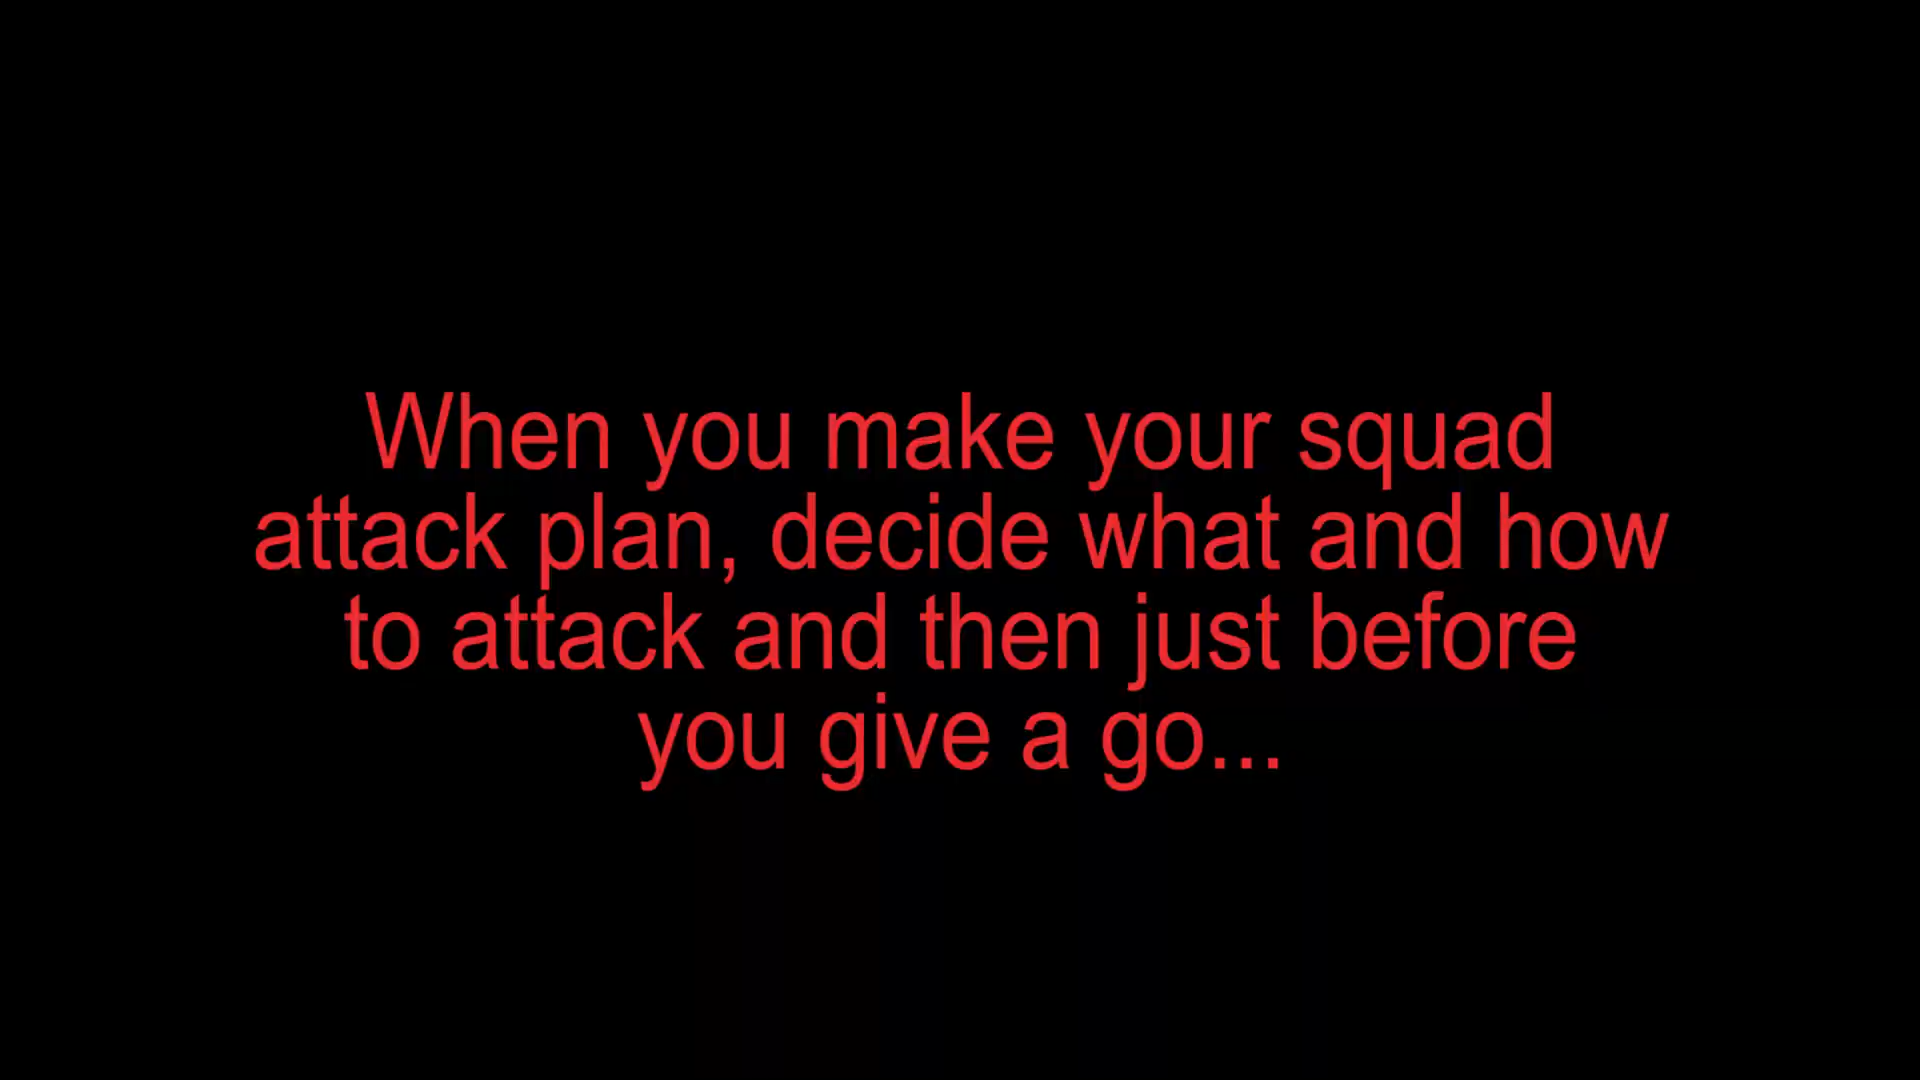 When you make your squad
attack plan, decide what and how
to attack and then just before
you give a go...